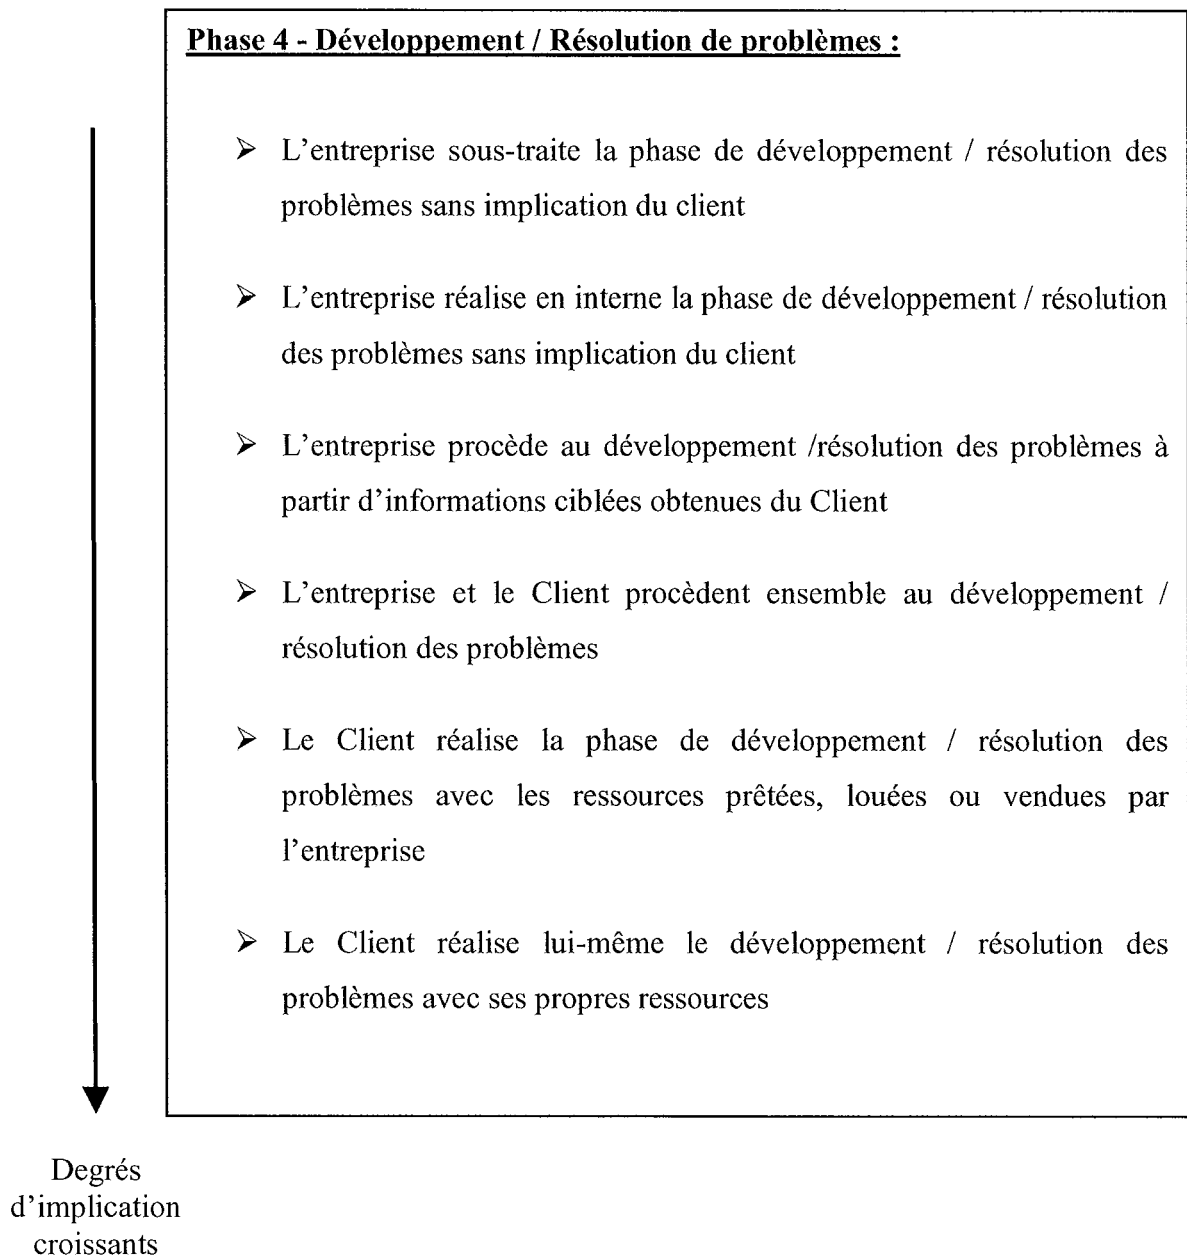 Phase 4 - Développement / Résolution de problèmes :
➢ L'entreprise sous-traite la phase de développement / résolution des
problèmes sans implication du client
➢ L'entreprise réalise en interne la phase de développement / résolution
des problèmes sans implication du client
➢ L'entreprise procède au développement /résolution des problèmes à
partir d'informations ciblées obtenues du Client
➢ L'entreprise et le Client procèdent ensemble au développement /
résolution des problèmes
➢ Le Client réalise la phase de développement / résolution des
problèmes avec les ressources prêtées, louées ou vendues par
l'entreprise
➢ Le Client réalise lui-même le développement / résolution des
problèmes avec ses propres ressources
Degrés
d'implication
croissants